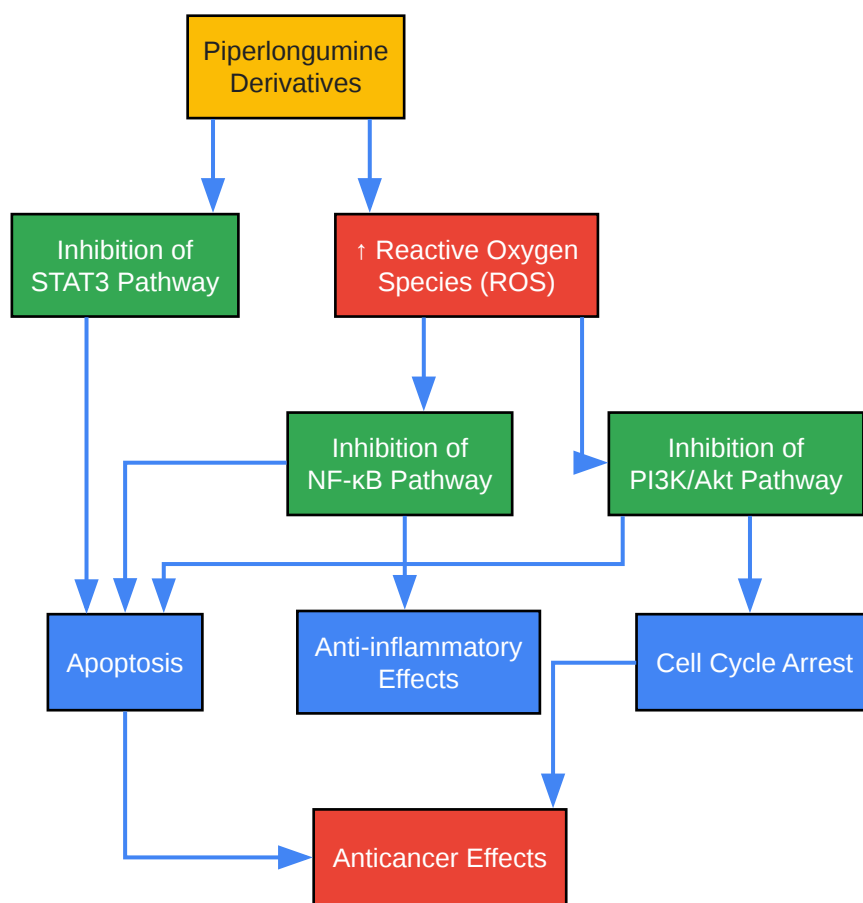 Piperlongumine
Derivatives
Inhibition of
STAT3 Pathway
↑ Reactive Oxygen
Species (ROS)
Inhibition of
NF-κB Pathway
Inhibition of
PI3K/Akt Pathway
Apoptosis
Anti-inflammatory
Effects
Cell Cycle Arrest
Anticancer Effects